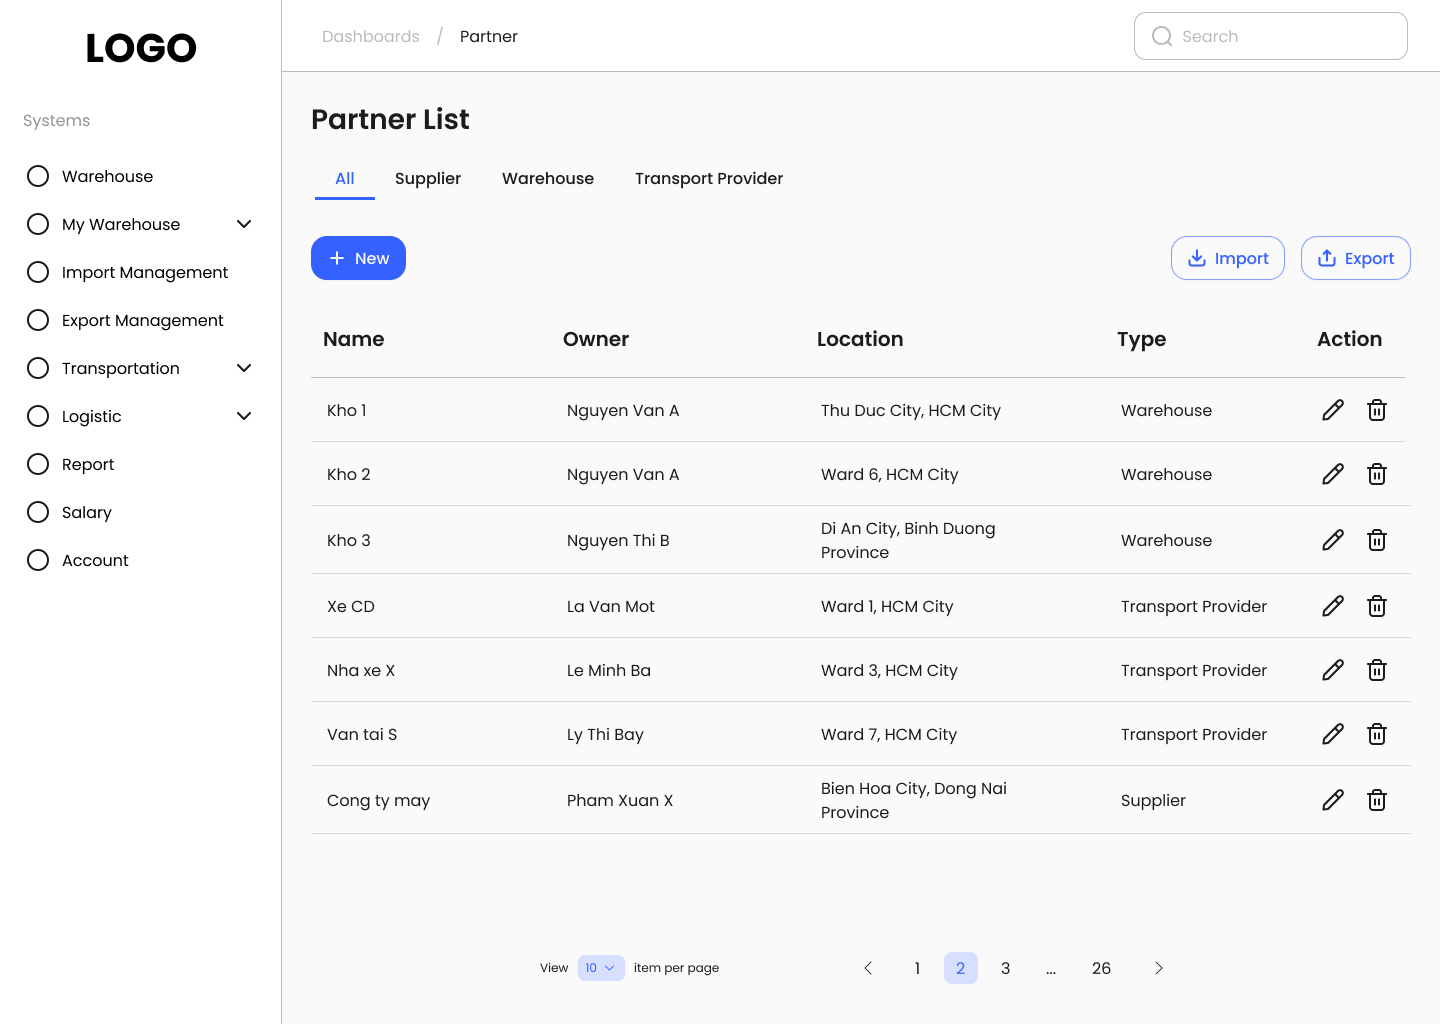 LOGO
Systems
Warehouse
My Warehouse
Import Management
Export Management
Transportation
Logistic
Report
Salary
Account
Dashboards / Partner
Search
Partner List
All Supplier Warehouse Transport Provider
New Import Export
Name Owner Location Type Action
Kho 1 Nguyen Van A Thu Duc City, HCM City Warehouse
Kho 2 Nguyen Van A Ward 6, HCM City Warehouse
Kho 3 Nguyen Thi B Di An City, Binh Duong
Province Warehouse
Xe CD La Van Mot Ward 1, HCM City Transport Provider
Nha xe X Le Minh Ba Ward 3, HCM City Transport Provider
Van tai S Ly Thi Bay Ward 7, HCM City Transport Provider
Cong ty may Pham Xuan X Bien Hoa City, Dong Nai
Province Supplier
View 10 item per page 1 2 3 ... 26